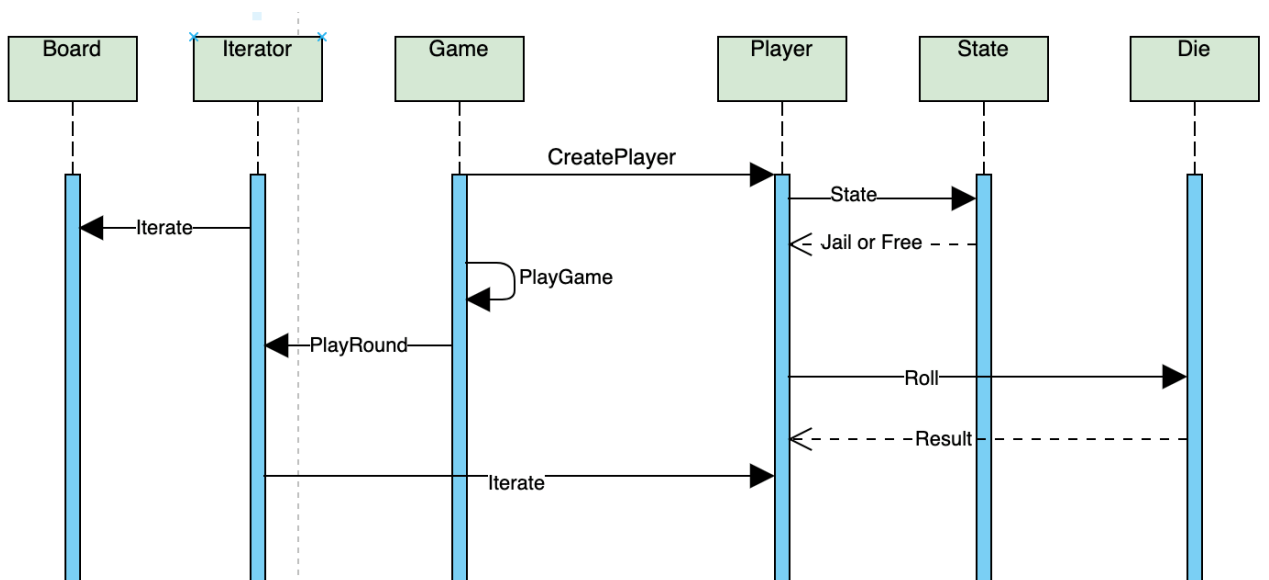 Board
Iterator
Game
Player
State
Die
CreatePlayer
State
Iterate
Jail or Free
PlayGame
PlayRound
Roll
Result
Iterate